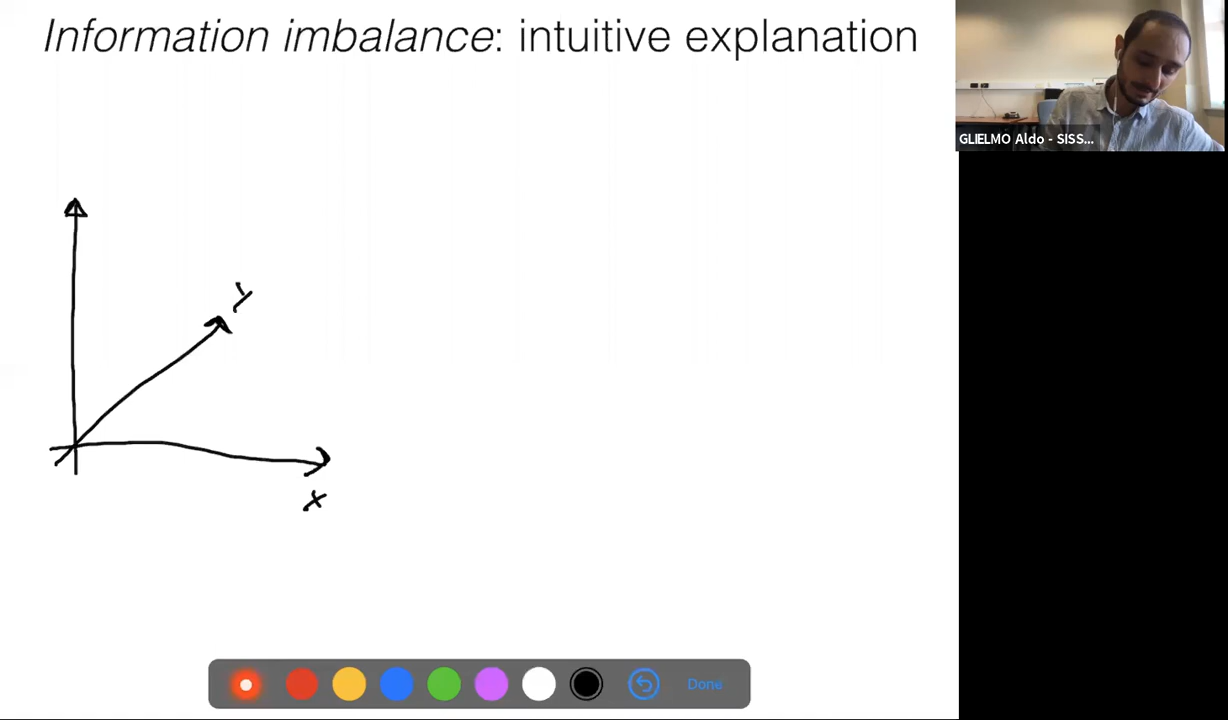 Information imbalance: intuitive explanation
GLIELMO Aldo - SISS...
y
x
Done